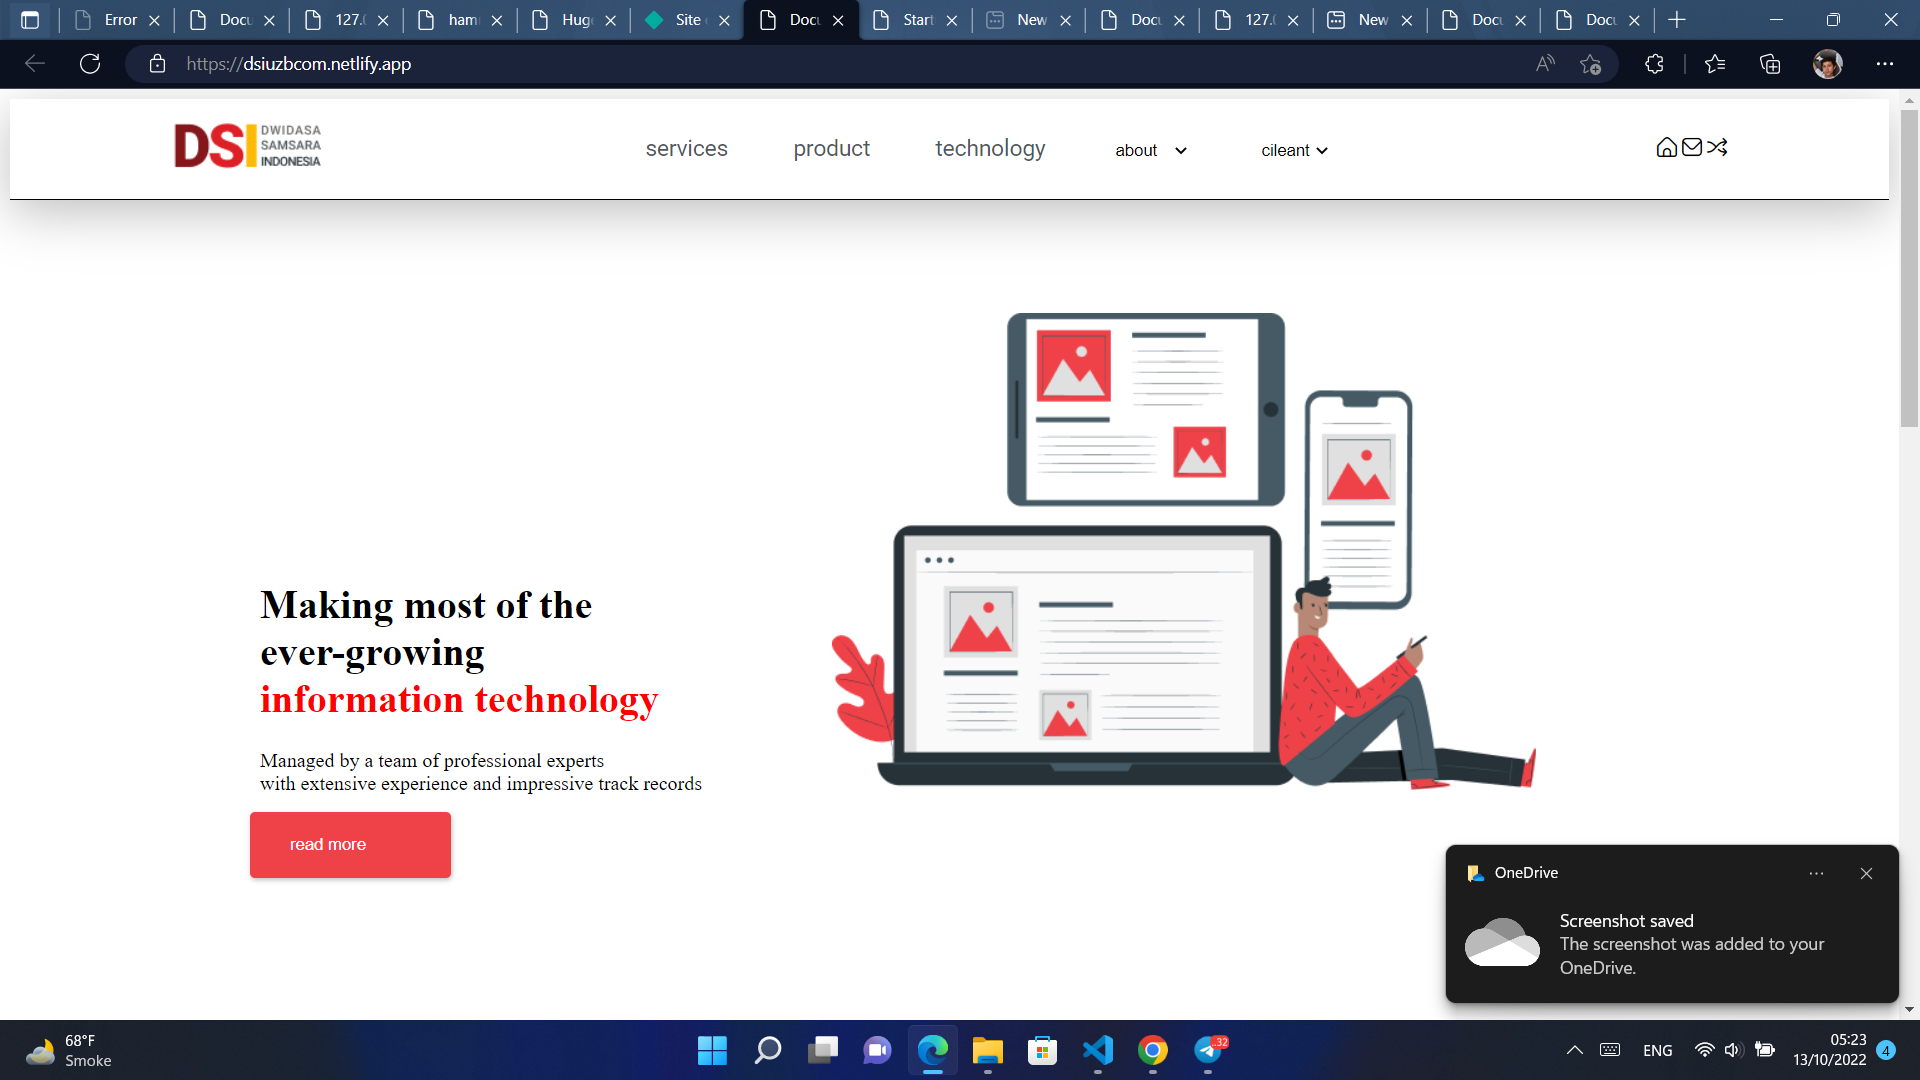 Error
Docu
127.0
ham
Huge
Site
Docu
Start
New
Docu
127.0
New
Docu
Docu
https://dsiuzbcom.netlify.app
DSI DWIDASA SAMSARA INDONESIA
services product technology about cileant
Making most of the
ever-growing
information technology
Managed by a team of professional experts
with extensive experience and impressive track records
read more
OneDrive
Screenshot saved
The screenshot was added to your
OneDrive.
68°F
Smoke
..32
ENG
05:23
13/10/2022
4